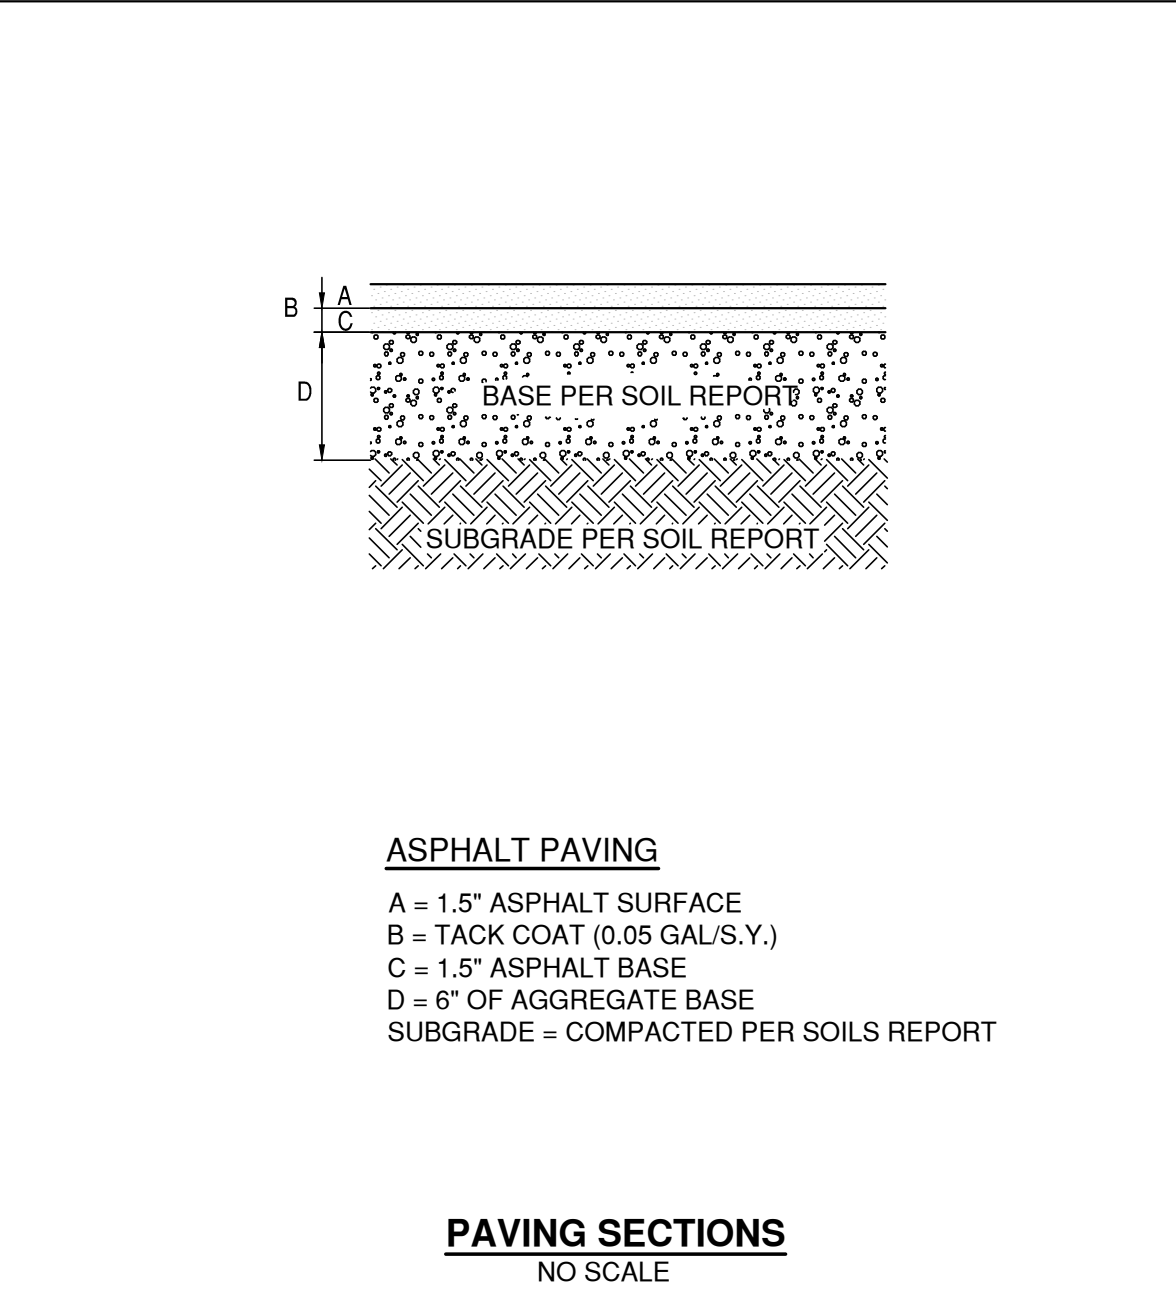 A
B
C
D
BASE PER SOIL REPORT
SUBGRADE PER SOIL REPORT
ASPHALT PAVING
A = 1.5" ASPHALT SURFACE
B = TACK COAT (0.05 GAL/S.Y.)
C = 1.5" ASPHALT BASE
D = 6" OF AGGREGATE BASE
SUBGRADE = COMPACTED PER SOILS REPORT
PAVING SECTIONS
NO SCALE